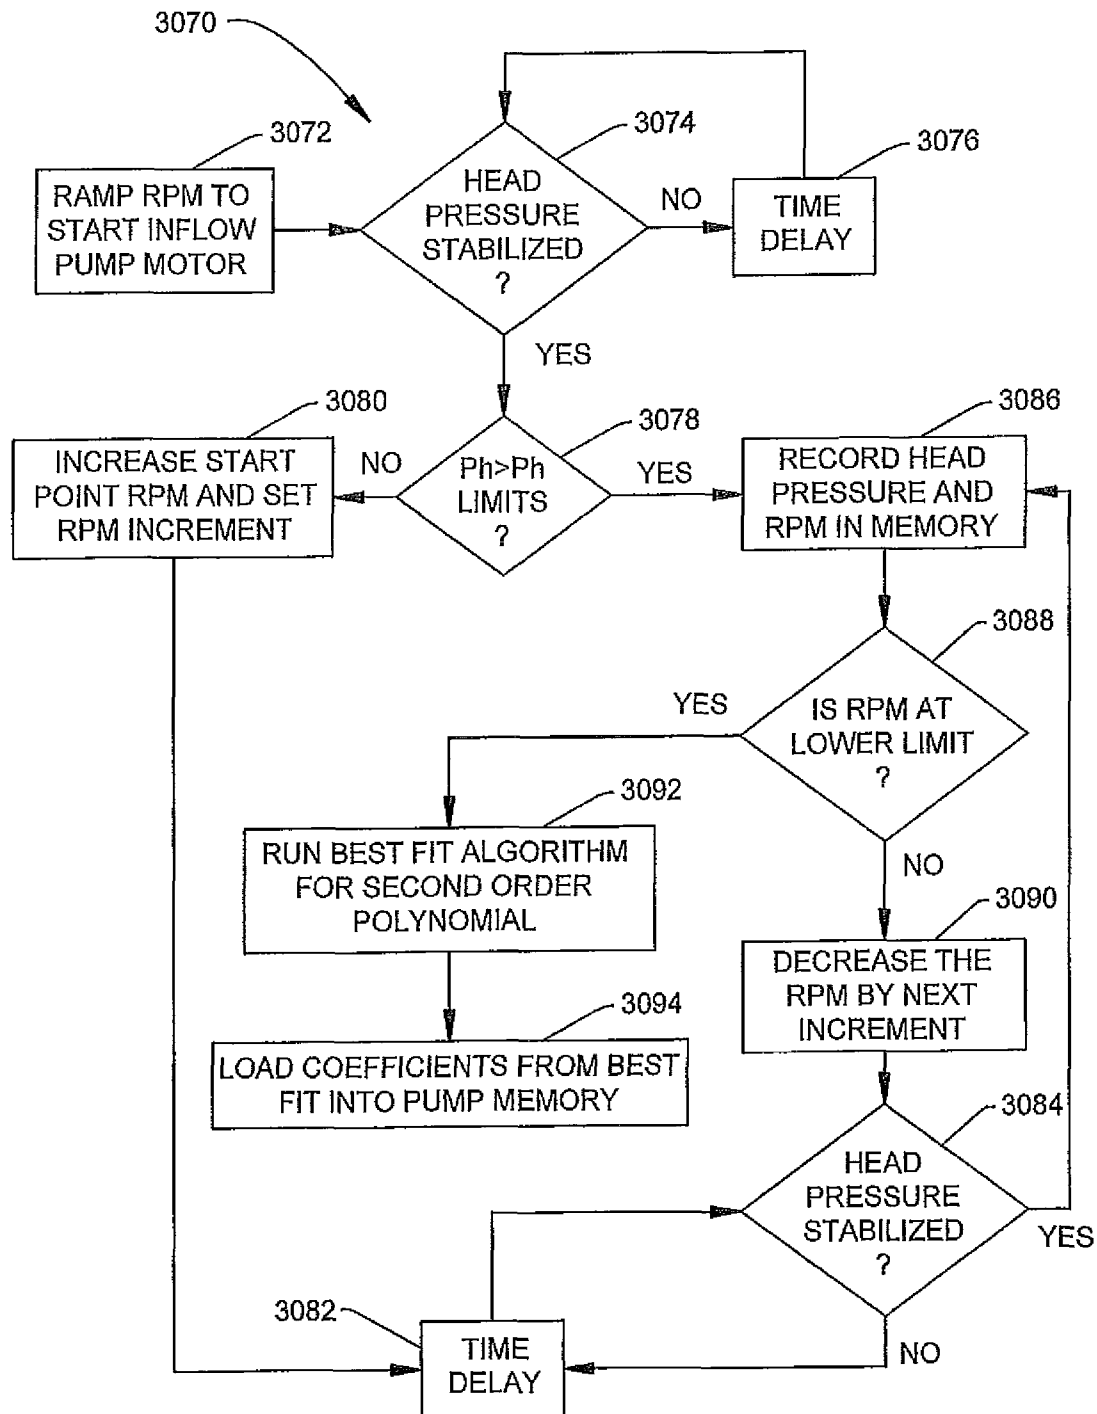 3070
3072
RAMP RPM TO
START INFLOW
PUMP MOTOR
3074
HEAD
PRESSURE
STABILIZED
?
NO
3076
TIME
DELAY
YES
3080
INCREASE START
POINT RPM AND SET
RPM INCREMENT
NO
3078
Ph>Ph
LIMITS
?
YES
3086
RECORD HEAD
PRESSURE AND
RPM IN MEMORY
3088
IS RPM AT
LOWER LIMIT
?
YES
NO
3092
RUN BEST FIT ALGORITHM
FOR SECOND ORDER
POLYNOMIAL
3090
DECREASE THE
RPM BY NEXT
INCREMENT
3094
LOAD COEFFICIENTS FROM BEST
FIT INTO PUMP MEMORY
3084
HEAD
PRESSURE
STABILIZED
?
YES
NO
3082
TIME
DELAY